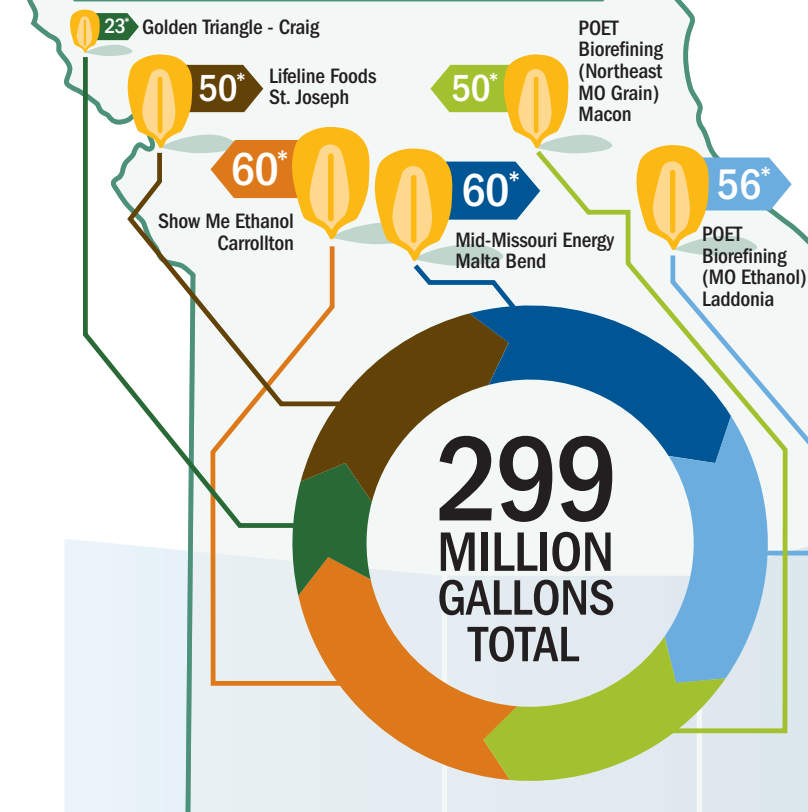 23*
Golden Triangle - Craig
50*
Lifeline Foods
St. Joseph
50*
POET
Biorefining
(Northeast
MO Grain)
Macon
60*
Show Me Ethanol
Carrollton
60*
Mid-Missouri Energy
Malta Bend
56*
POET
Biorefining
(MO Ethanol)
Laddonia
299
MILLION
GALLONS
TOTAL